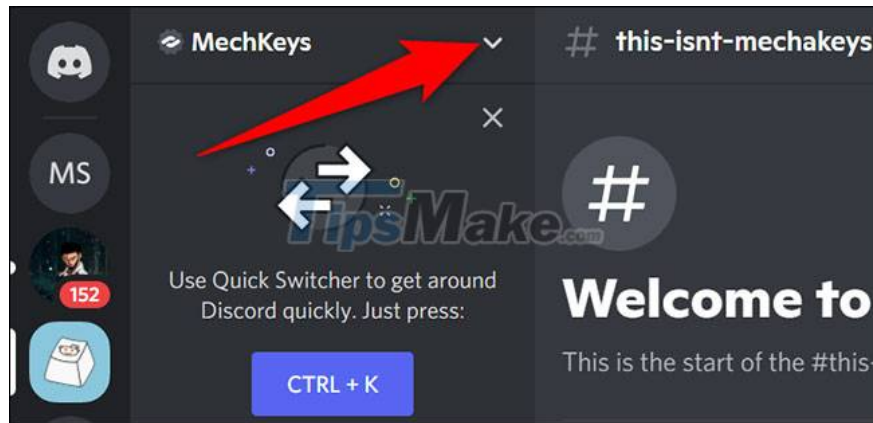 MechKeys
# this-isnt-mechakeys
MS
TipsMake.com
#
152
Use Quick Switcher to get around
Discord quickly. Just press:
CTRL + K
Welcome to
This is the start of the #this-